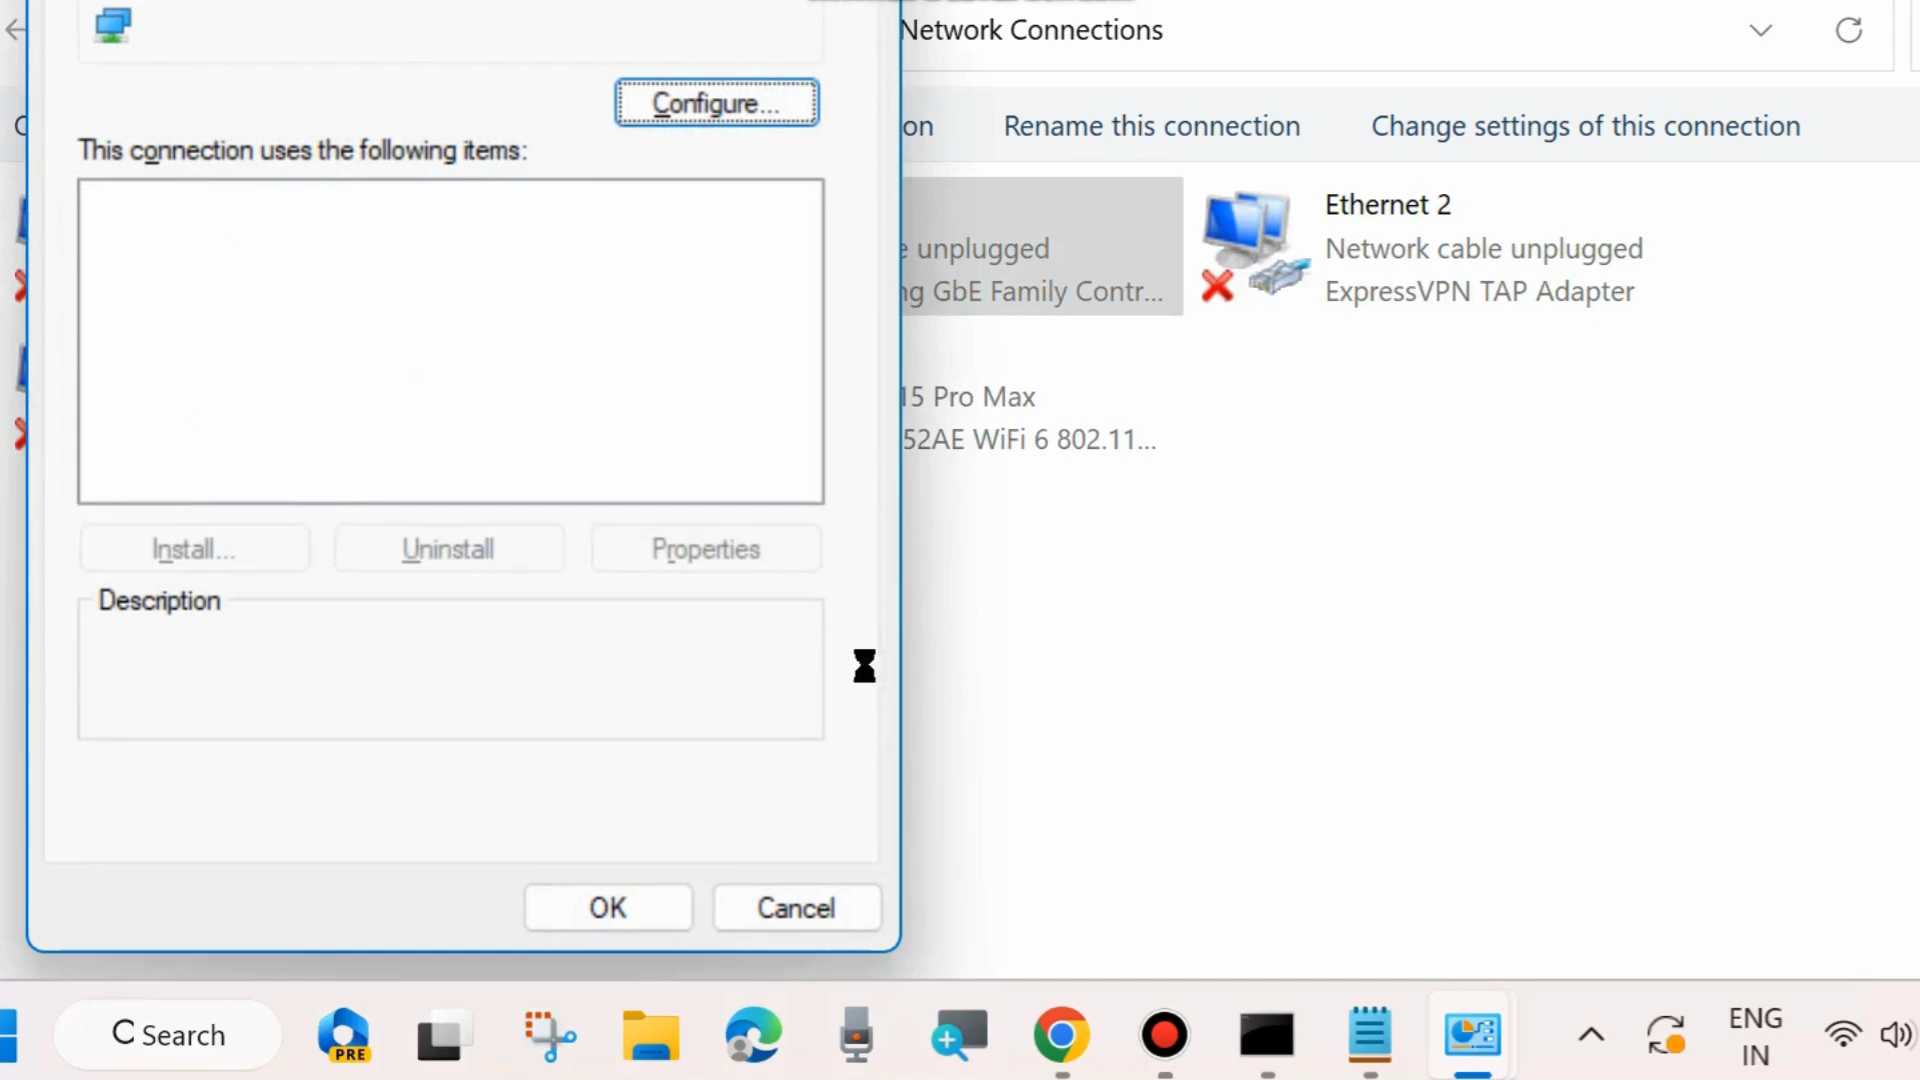 Network Connections
Configure...
on
Rename this connection
Change settings of this connection
This connection uses the following items:
Ethernet 2
unplugged
Network cable unplugged
GbE Family Contr...
ExpressVPN TAP Adapter
15 Pro Max
52AE WiFi 6 802.11...
Install...
Uninstall
Properties
Description
OK
Cancel
Search
PRE
ENG
IN